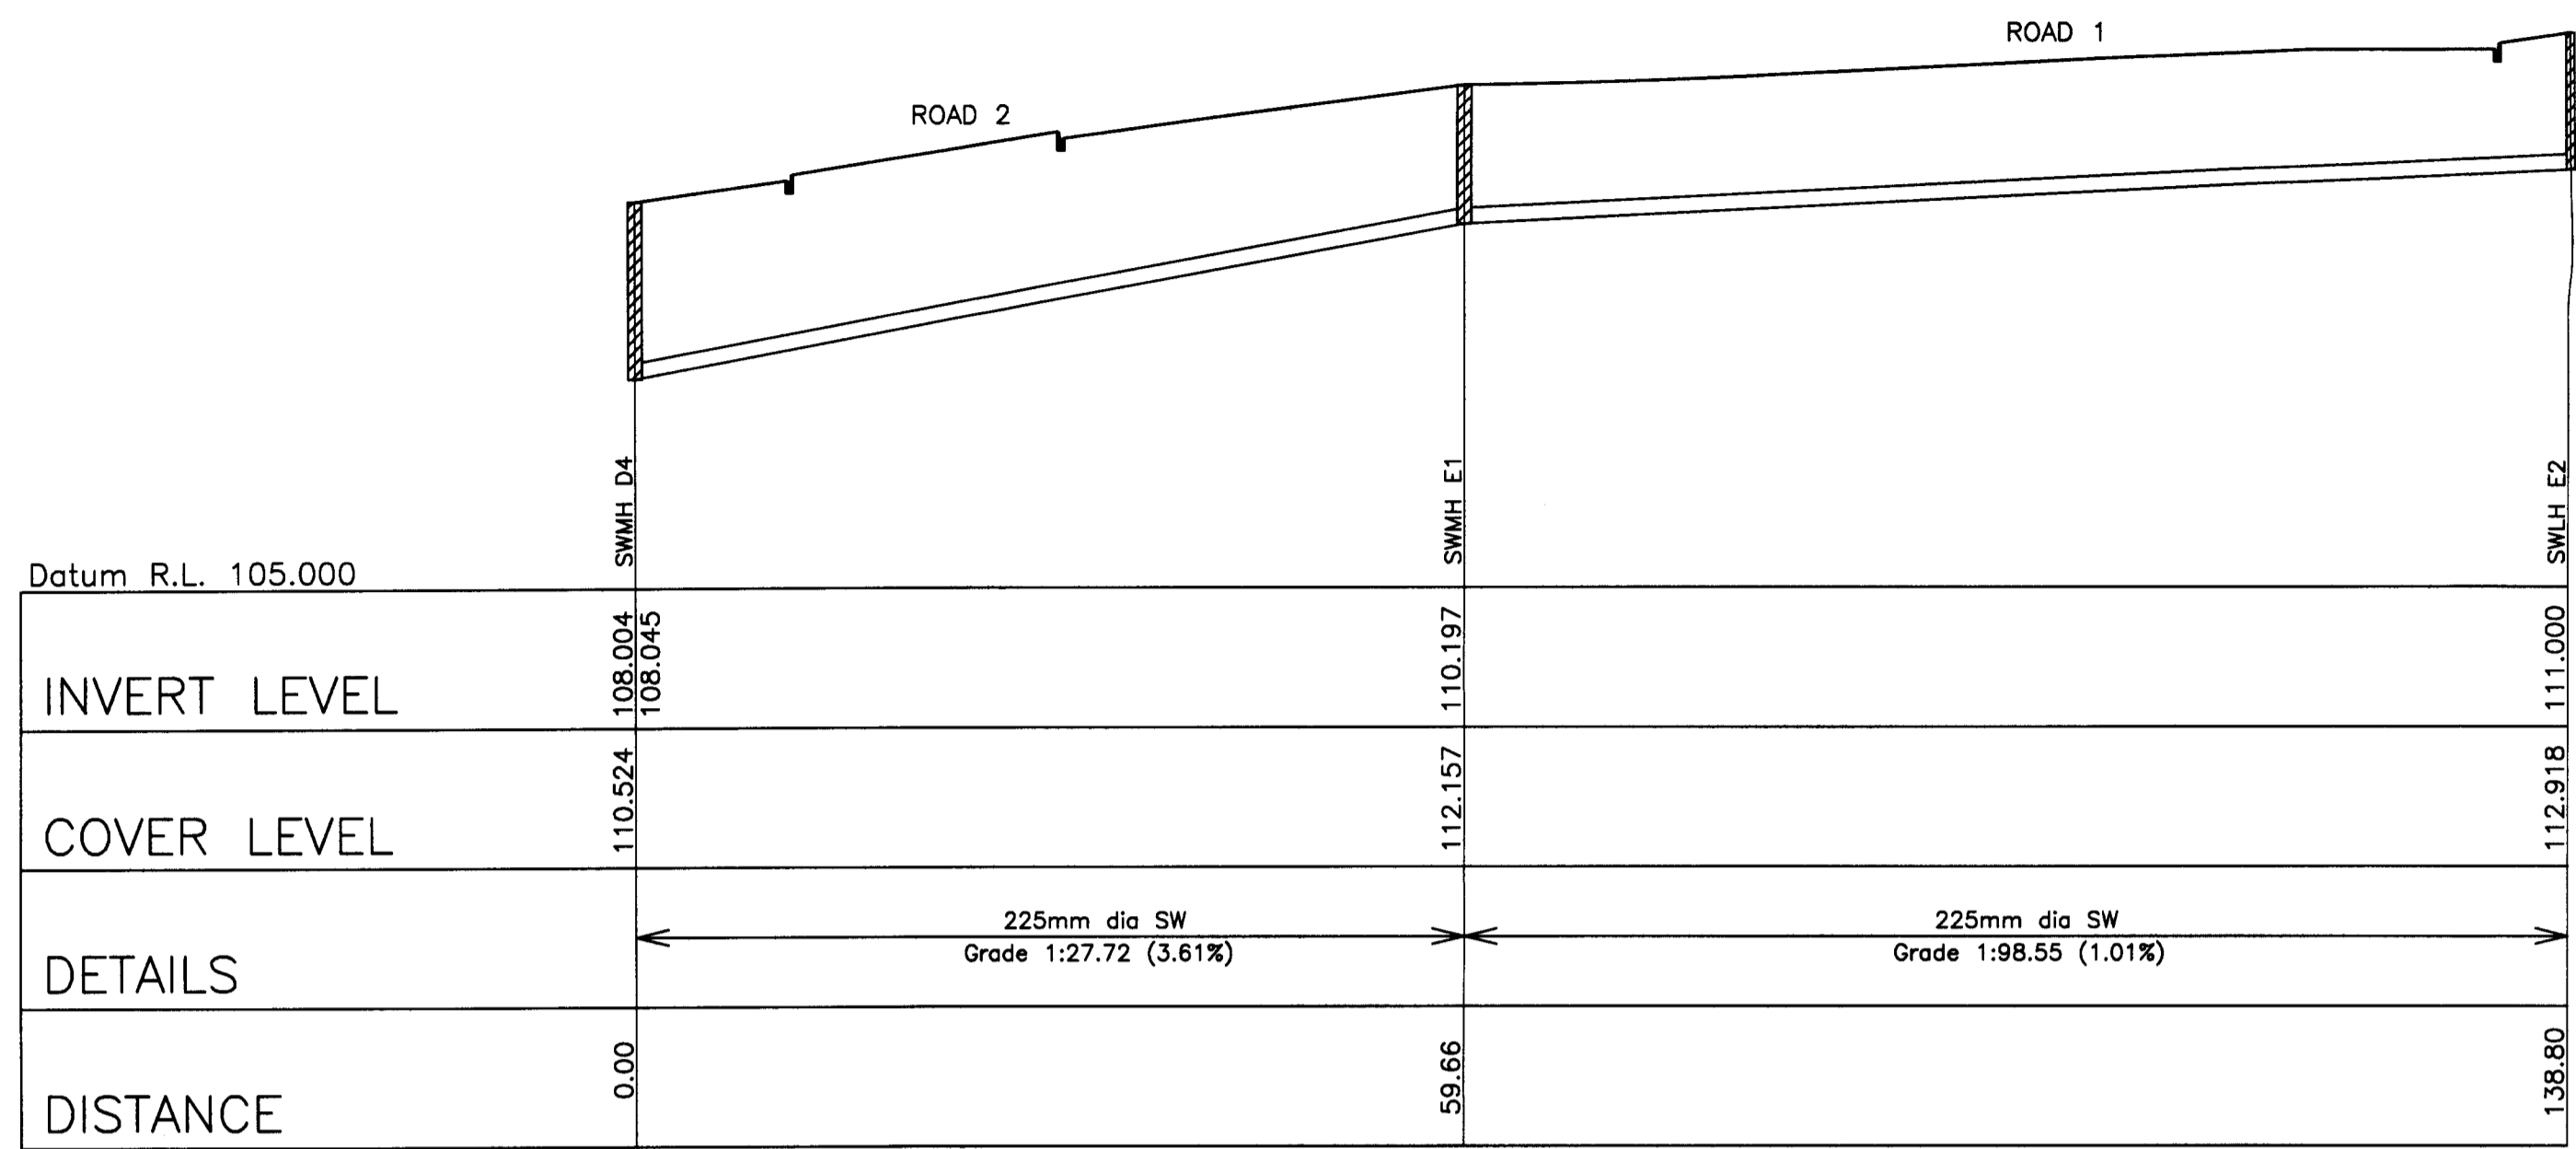 ROAD 1
ROAD 2
SWMH D4
SWMH E1
SWLH E2
Datum R.L. 105.000
INVERT LEVEL
108.004
108.045
110.197
111.000
COVER LEVEL
110.524
112.157
112.918
DETAILS
225mm dia SW
Grade 1:27.72 (3.61%)
225mm dia SW
Grade 1:98.55 (1.01%)
DISTANCE
0.00
59.66
138.80